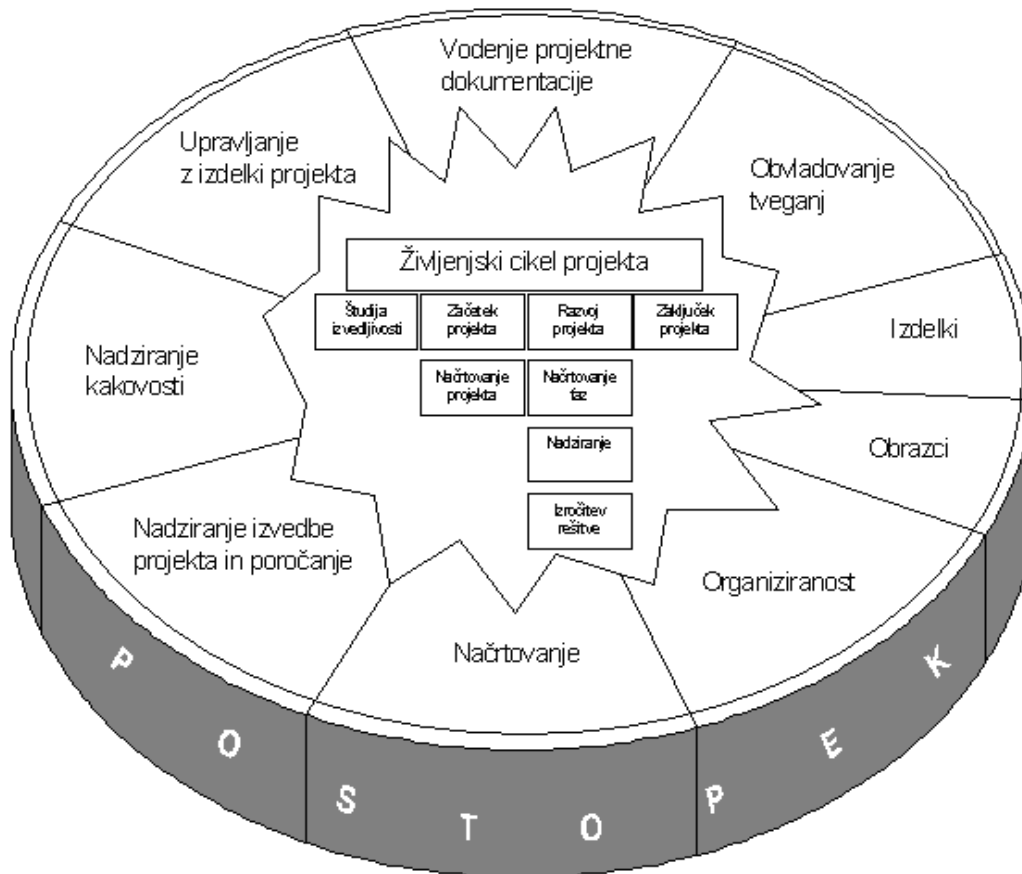 Vodenje projektne
dokumentacije
Upravljanje
z izdelki projekta
Obvladovanje
tveganj
Življenjski cikel projekta
Študija
izvedljivosti
Začetek
projekta
Razvoj
projekta
Zaključek
projekta
Izdelki
Nadziranje
kakovosti
Načrtovanje
projekta
Načrtovanje
faz
Nadziranje
Obrazci
Izročitev
rešitve
Nadziranje izvedbe
projekta in poročanje
Organiziranost
Načrtovanje
POSTOPEK